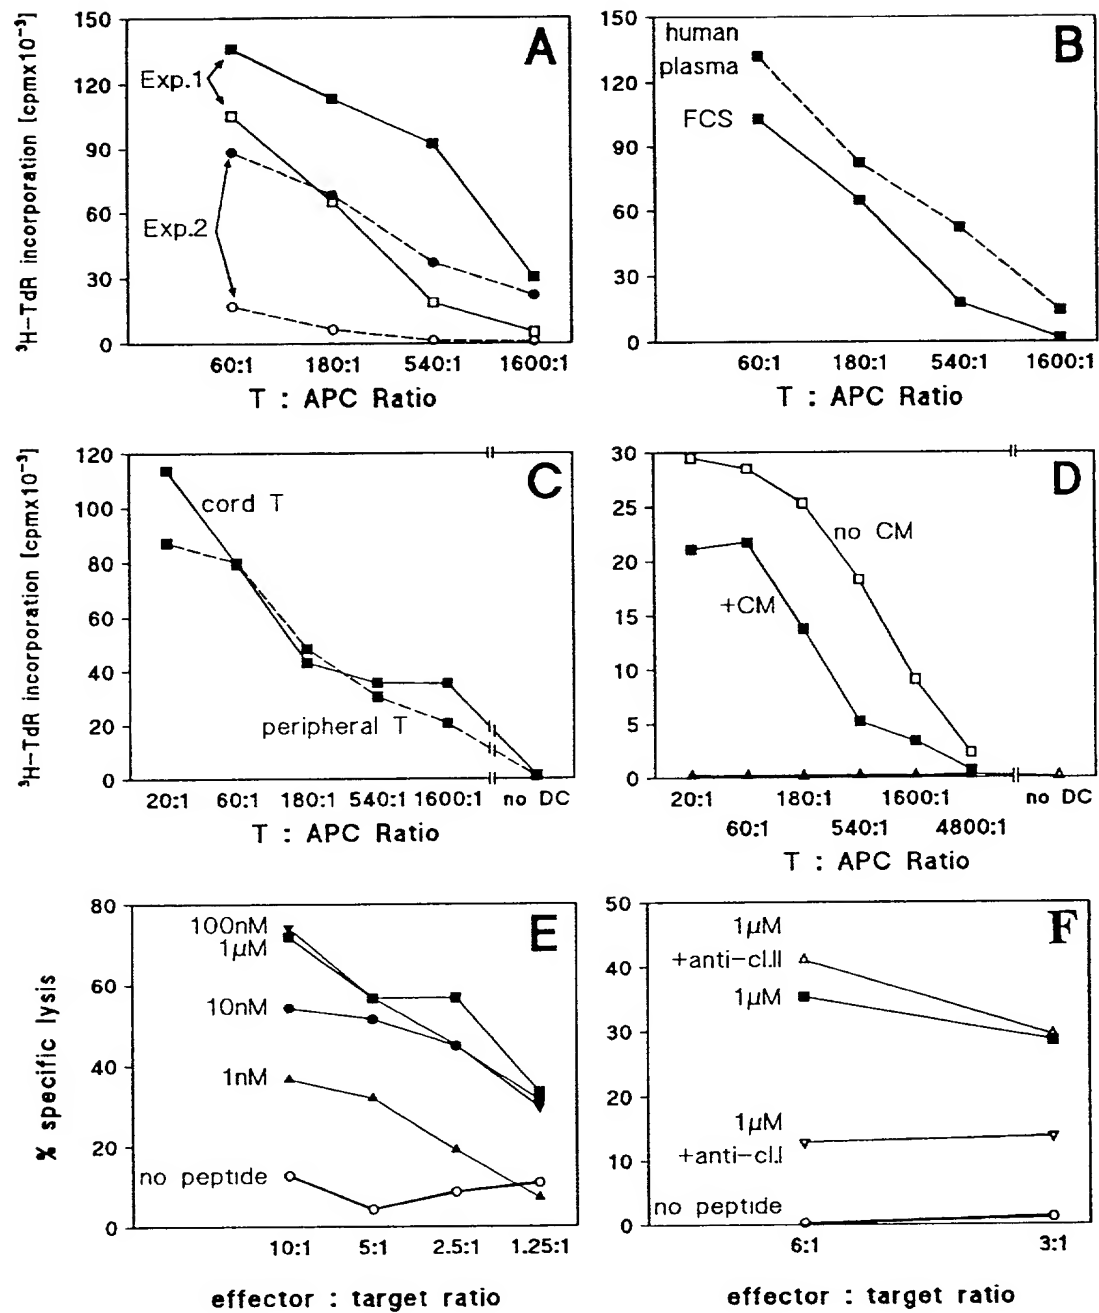 A
³H-TdR incorporation [cpmx10⁻³]
150
120
90
60
30
0
Exp.1
Exp.2
60:1 180:1 540:1 1600:1
T : APC Ratio
B
150
120
90
60
30
0
human
plasma
FCS
60:1 180:1 540:1 1600:1
T : APC Ratio
C
³H-TdR incorporation [cpmx10⁻³]
120
100
80
60
40
20
0
cord T
peripheral T
20:1 60:1 180:1 540:1 1600:1 no DC
T : APC Ratio
D
30
25
20
15
10
5
0
no CM
+CM
20:1 180:1 1600:1 no DC
60:1 540:1 4800:1
T : APC Ratio
E
% specific lysis
80
60
40
20
0
100nM
1µM
10nM
1nM
no peptide
10:1 5:1 2.5:1 1.25:1
effector : target ratio
F
50
40
30
20
10
0
1µM
+anti-cl.II
1µM
1µM
+anti-cl.I
no peptide
6:1 3:1
effector : target ratio